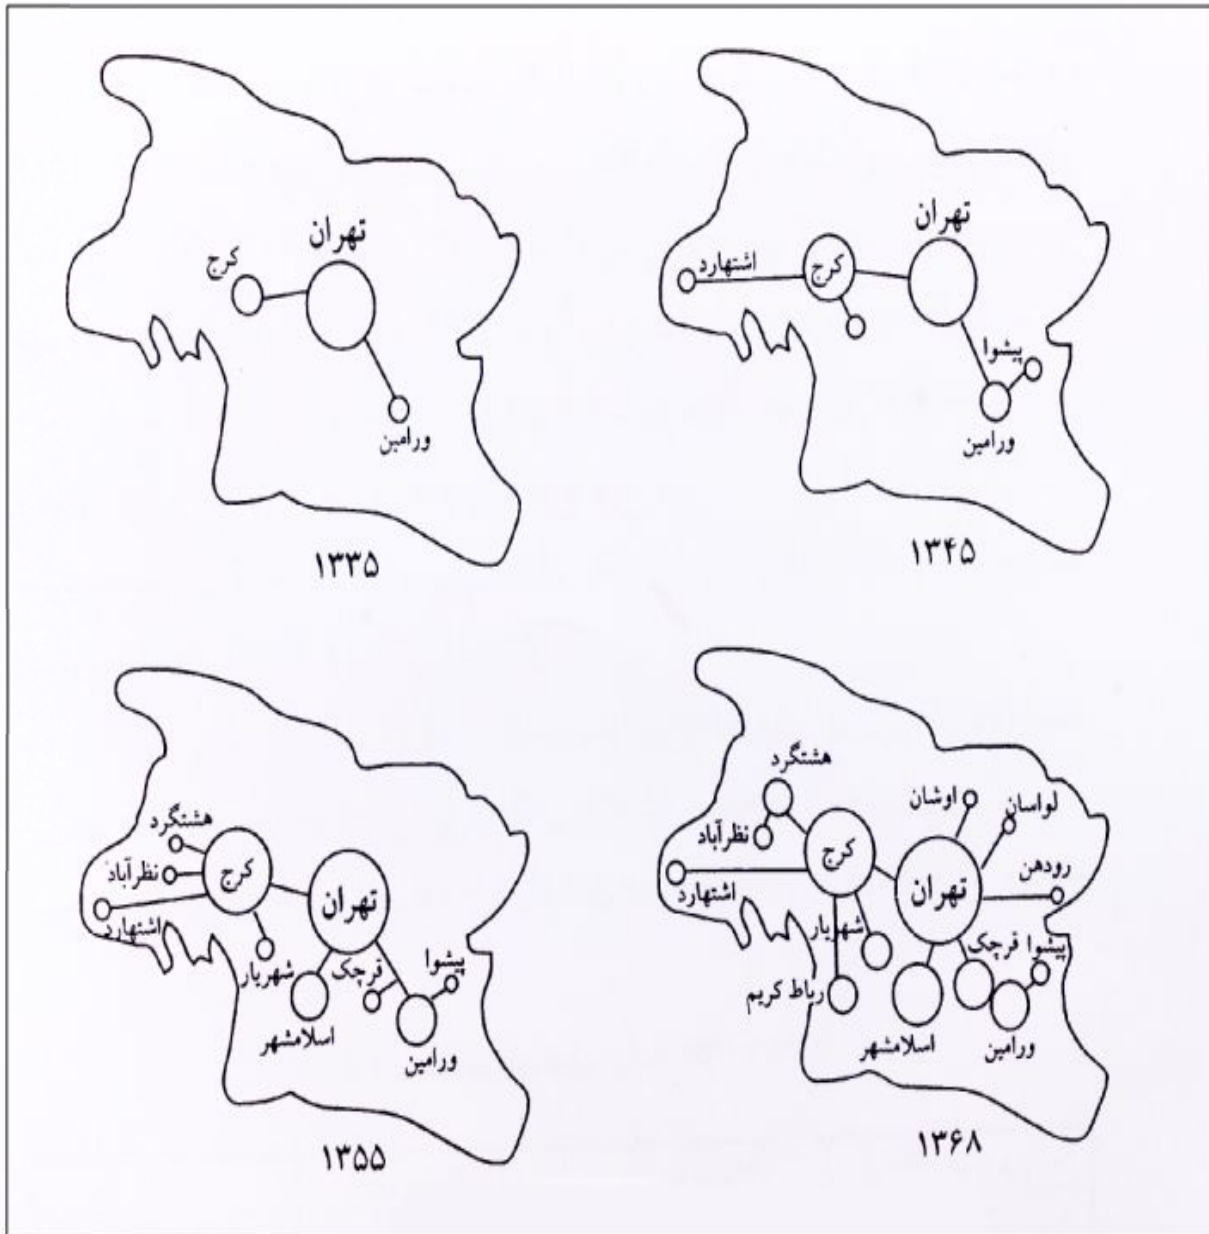 تهران
کرج
ورامین
۱۳۳۵
تهران
اشتهارد
کرج
پیشوا
ورامین
۱۳۴۵
هشتگرد
نظرآباد
کرج
تهران
اشتهارد
شهریار
قرچک
پیشوا
اسلامشهر
ورامین
۱۳۵۵
هشتگرد
اوشان
لواسان
نظرآباد
کرج
رودهن
تهران
اشتهارد
شهریار
قرچک
پیشوا
رباط کریم
اسلامشهر
ورامین
۱۳۶۸